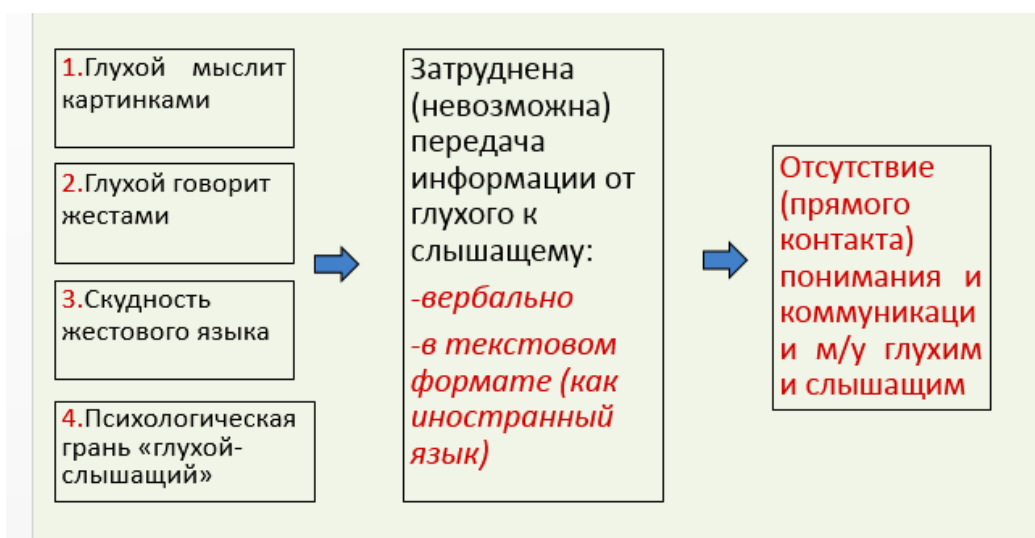 1.Глухой мыслит
картинками
2.Глухой говорит
жестами
3.Скудность
жестового языка
4.Психологическая
грань «глухой-
слышащий»
Затруднена
(невозможна)
передача
информации от
глухого к
слышащему:
-вербально
-в текстовом
формате (как
иностранный
язык)
Отсутствие
(прямого
контакта)
понимания и
коммуникаци
и м/у глухим
и слышащим